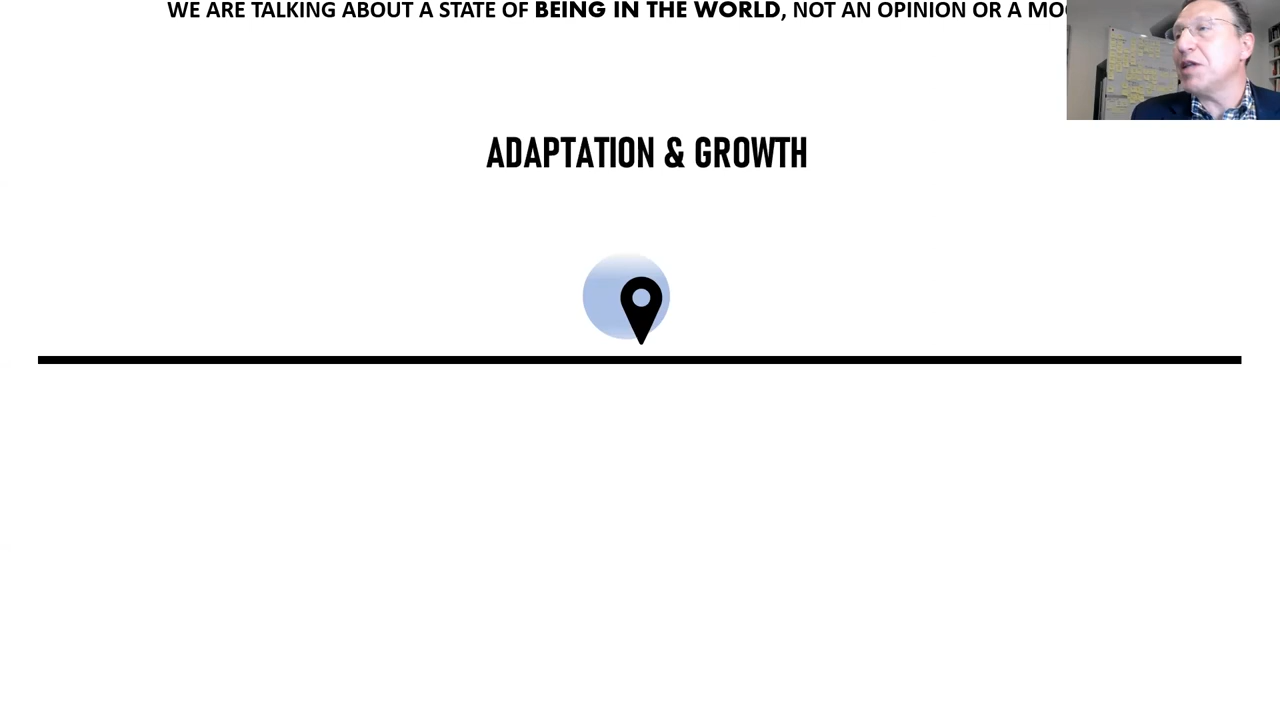 WE ARE TALKING ABOUT A STATE OF BEING IN THE WORLD, NOT AN OPINION OR A
ADAPTATION & GROWTH